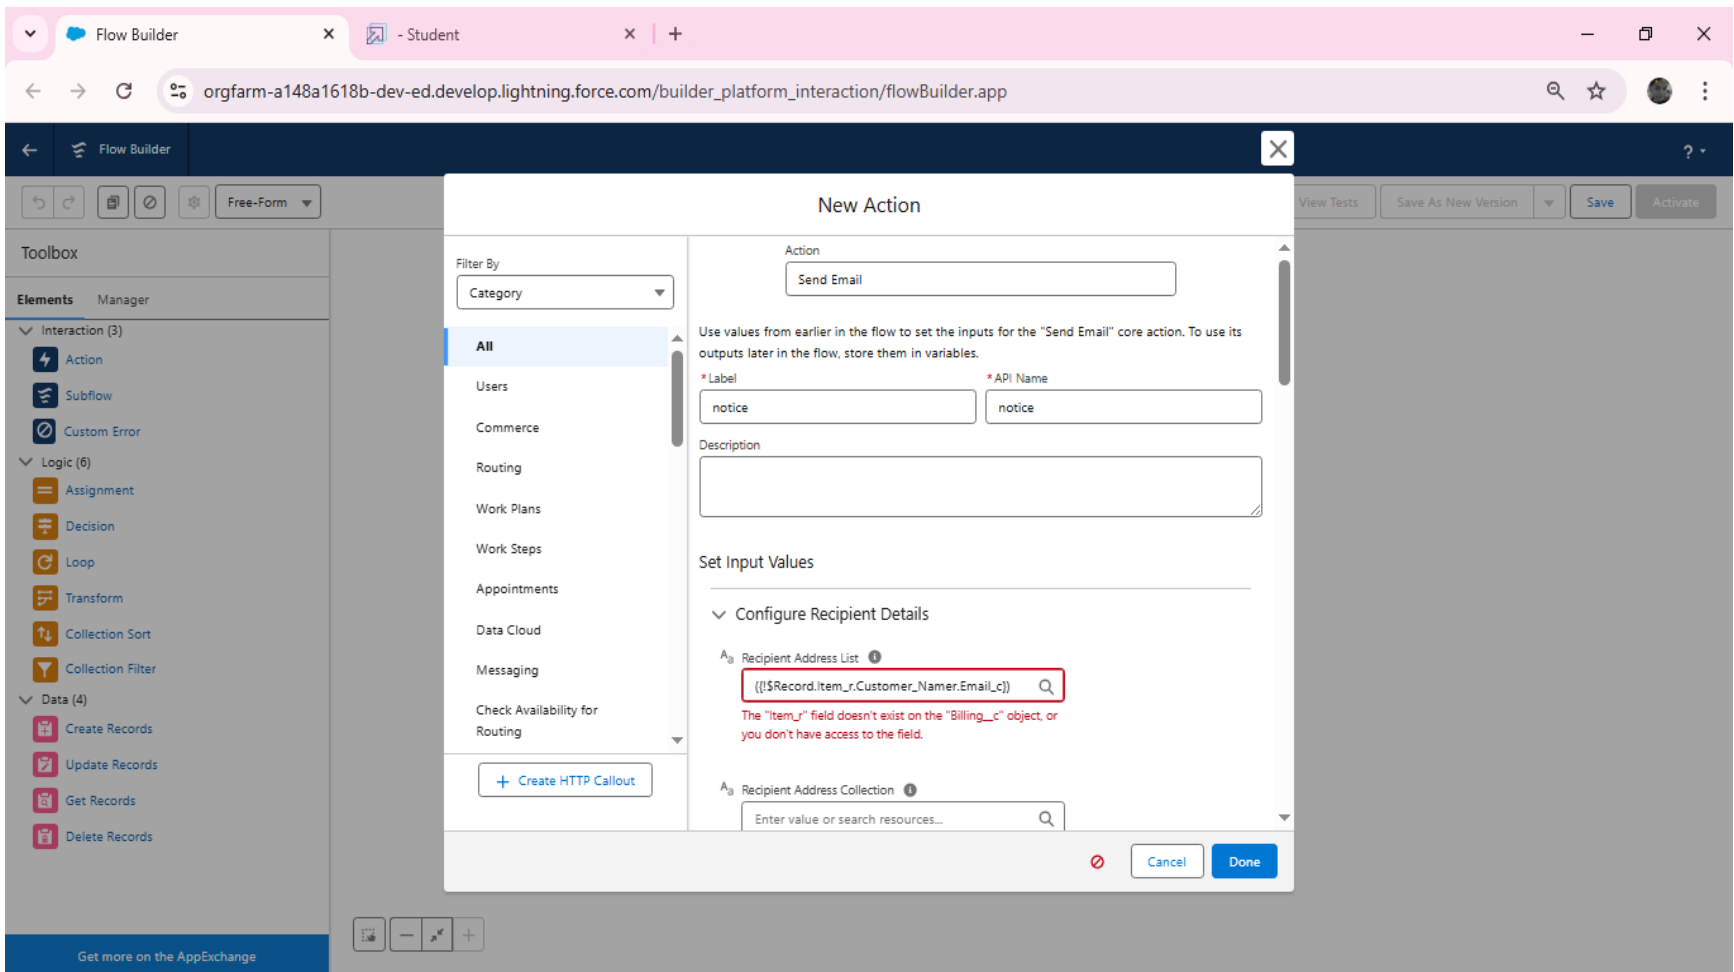 Flow Builder
- Student
orgfarm-a148a1618b-dev-ed.develop.lightning.force.com/builder_platform_interaction/flowBuilder.app
Flow Builder
?
Free-Form
View Tests
Save As New Version
Save
Activate
Toolbox
Elements
Manager
Interaction (3)
Action
Subflow
Custom Error
Logic (6)
Assignment
Decision
Loop
Transform
Collection Sort
Collection Filter
Data (4)
Create Records
Update Records
Get Records
Delete Records
Get more on the AppExchange
New Action
Filter By
Category
All
Users
Commerce
Routing
Work Plans
Work Steps
Appointments
Data Cloud
Messaging
Check Availability for
Routing
+ Create HTTP Callout
Action
Send Email
Use values from earlier in the flow to set the inputs for the "Send Email" core action. To use its
outputs later in the flow, store them in variables.
*Label
*API Name
notice
notice
Description
Set Input Values
Configure Recipient Details
Aa Recipient Address List
({!$Record.Item_r.Customer_Namer.Email_c})
The "Item_r" field doesn't exist on the "Billing__c" object, or
you don't have access to the field.
Aa Recipient Address Collection
Enter value or search resources...
Cancel
Done